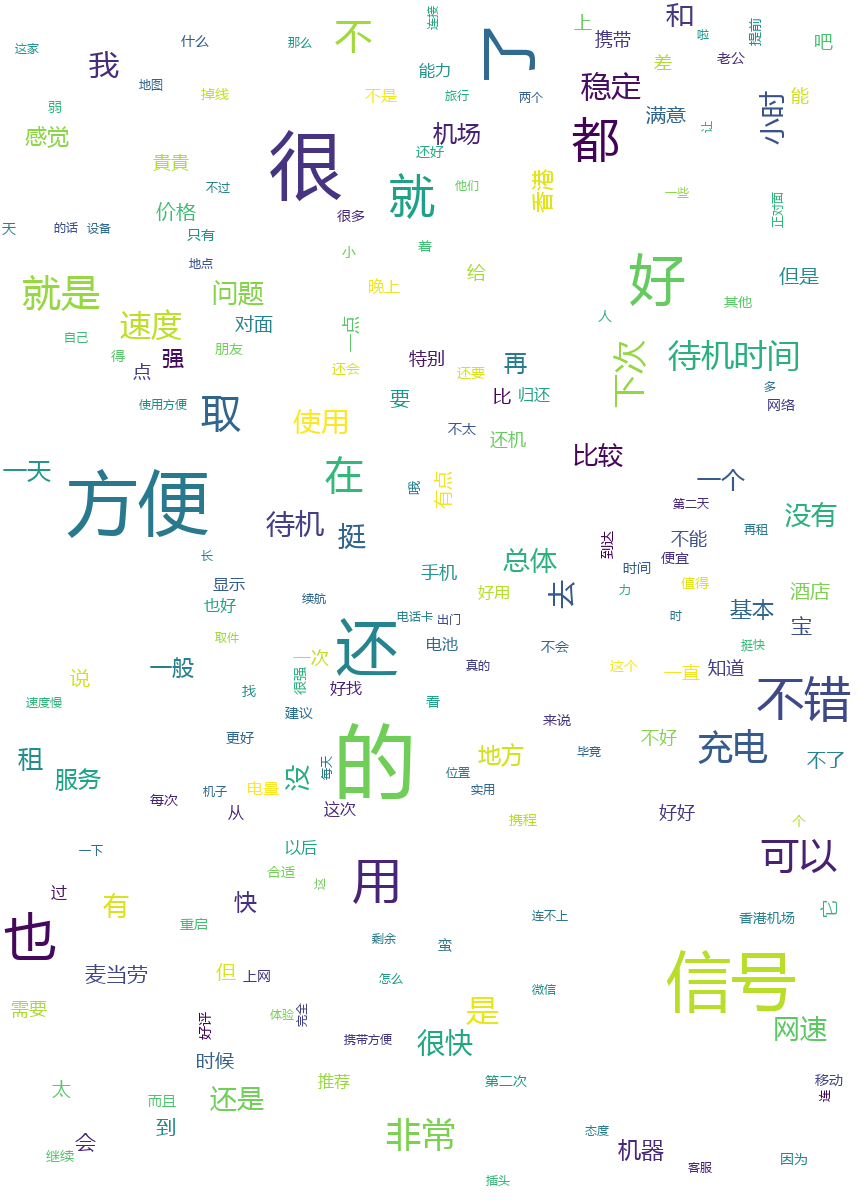 连接
啦
提前
这家
什么
那么
不
了
上
和
携带
老公
吧
我
地图
掉线
能力
不是
旅行
两个
稳定
差
能
弱
感觉
機场
满意
让
小时
貴貴
还好
都
很
就
香港
他们
一些
正对面
价格
不过
很多
天
的话
设备
只有
地点
小
着
好
但是
就是
问题
晚上
给
其他
自己
速度
对面
一点
人
得
强
朋友
点
还会
特别
还要
再
下次
待机时间
多
使用方便
取
使用
要
比
归还
网络
不太
还机
比较
一天
方便
在
哦
有点
一个
第二天
待机
挺
没有
再租
到达
不能
便宜
长
总体
显示
手机
时间
也好
续航
好用
去
力
值得
酒店
电话卡
出门
时
基本
宝
取件
还
电池
不会
挺快
一般
一次
真的
这个
一直
知道
说
很强
找
好找
看
速度慢
建议
来说
不错
更好
的
不好
充电
租
地方
毕竟
不了
服务
没
每天
位置
机子
电量
实用
每次
从
这次
携程
好好
个
一下
以后
可以
合适
这
用
过
有
快
它
也
重启
连不上
香港机场
剩余
蛮
麦当劳
但
上网
怎么
信号
微信
需要
是
好评
体验
完全
网速
携带方便
很快
时候
太
推荐
第二次
移动
连
而且
还是
会
到
非常
态度
机器
继续
客服
因为
插头